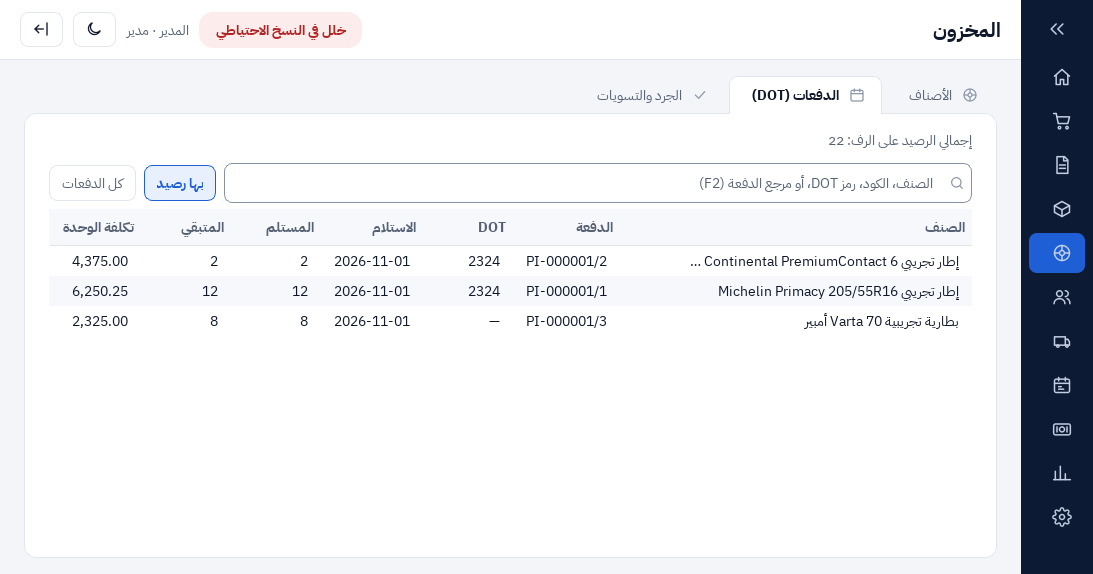 المخزون
خلل في النسخ الاحتياطي
المدير · مدير
الأصناف
الدفعات (DOT)
الجرد والتسويات
إجمالي الرصيد على الرف: 22
الصنف، الكود، رمز DOT، أو مرجع الدفعة (F2)
بها رصيد
كل الدفعات
الصنف الدفعة DOT الاستلام المستلم المتبقي تكلفة الوحدة
إطار تجريبي Continental PremiumContact 6 ... PI-000001/2 2324 2026-11-01 2 2 4,375.00
إطار تجريبي Michelin Primacy 205/55R16 PI-000001/1 2324 2026-11-01 12 12 6,250.25
بطارية تجريبية Varta 70 أمبير PI-000001/3 — 2026-11-01 8 8 2,325.00